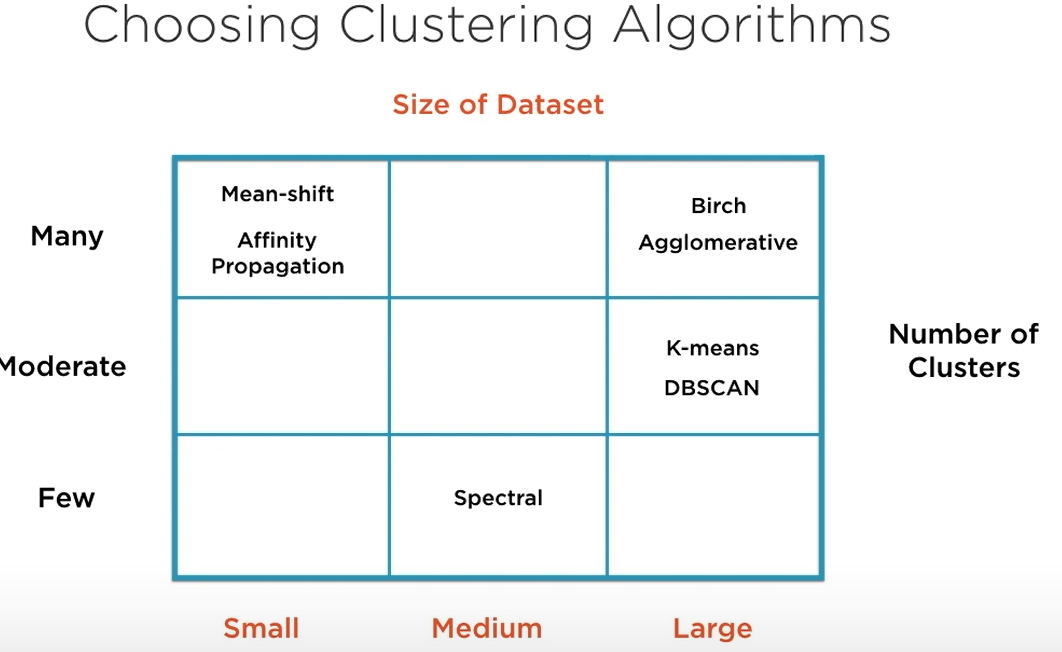 Choosing Clustering Algorithms
Size of Dataset
Many
Mean-shift
Affinity
Propagation
Birch
Agglomerative
Moderate
K-means
DBSCAN
Number of
Clusters
Few
Spectral
Small
Medium
Large